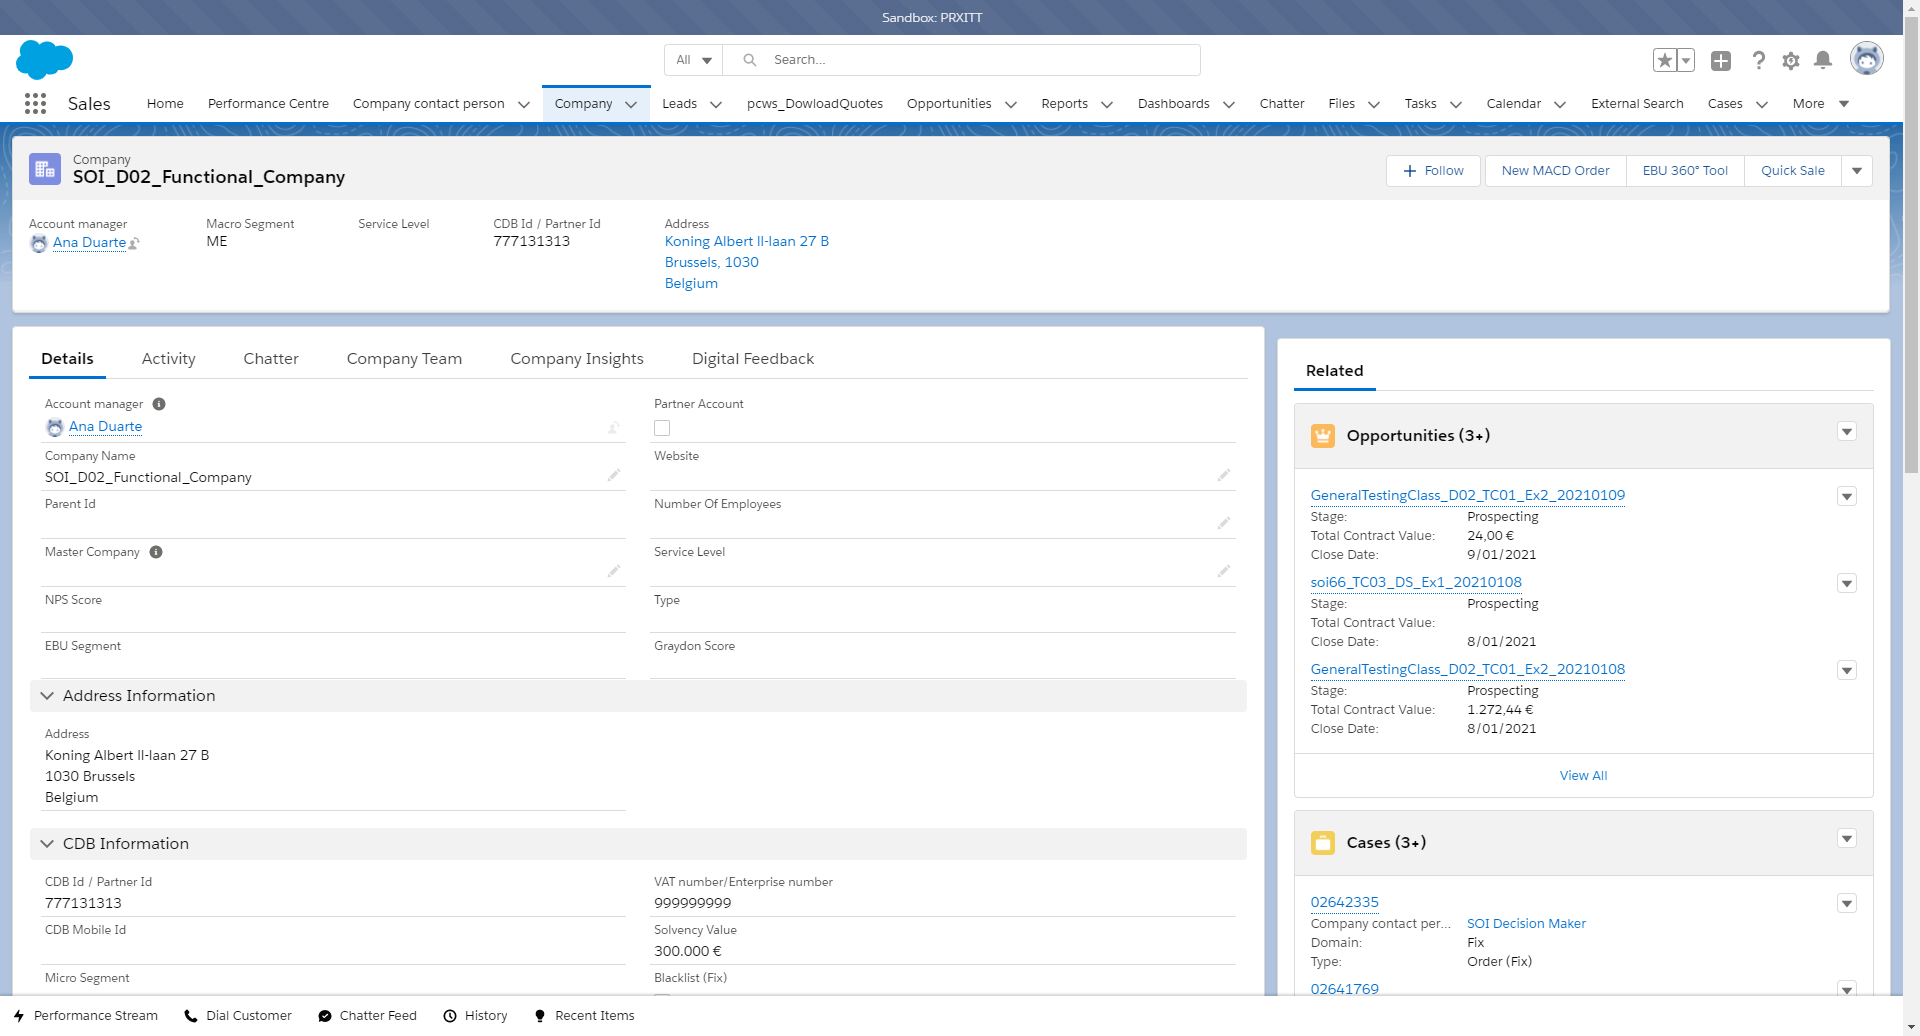 Sandbox: PRXITT
All
Search...
Sales
Home
Performance Centre
Company contact person
Company
Leads
pcws_DowloadQuotes
Opportunities
Reports
Dashboards
Chatter
Files
Tasks
Calendar
External Search
Cases
More
Company
SOI_D02_Functional_Company
Follow
New MACD Order
EBU 360° Tool
Quick Sale
Account manager
Ana Duarte
Macro Segment
ME
Service Level
CDB Id / Partner Id
777131313
Address
Koning Albert II-laan 27 B
Brussels, 1030
Belgium
Details
Activity
Chatter
Company Team
Company Insights
Digital Feedback
Account manager
Ana Duarte
Partner Account
Company Name
SOI_D02_Functional_Company
Website
Parent Id
Number Of Employees
Master Company
Service Level
NPS Score
Type
EBU Segment
Graydon Score
Address Information
Address
Koning Albert II-laan 27 B
1030 Brussels
Belgium
CDB Information
CDB Id / Partner Id
777131313
VAT number/Enterprise number
999999999
CDB Mobile Id
Solvency Value
300.000 €
Micro Segment
Blacklist (Fix)
Related
Opportunities (3+)
GeneralTestingClass_D02_TC01_Ex2_20210109
Stage: Prospecting
Total Contract Value: 24,00 €
Close Date: 9/01/2021
soi66_TC03_DS_Ex1_20210108
Stage: Prospecting
Total Contract Value:
Close Date: 8/01/2021
GeneralTestingClass_D02_TC01_Ex2_20210108
Stage: Prospecting
Total Contract Value: 1.272,44 €
Close Date: 8/01/2021
View All
Cases (3+)
02642335
Company contact per... SOI Decision Maker
Domain: Fix
Type: Order (Fix)
02641769
Performance Stream
Dial Customer
Chatter Feed
History
Recent Items